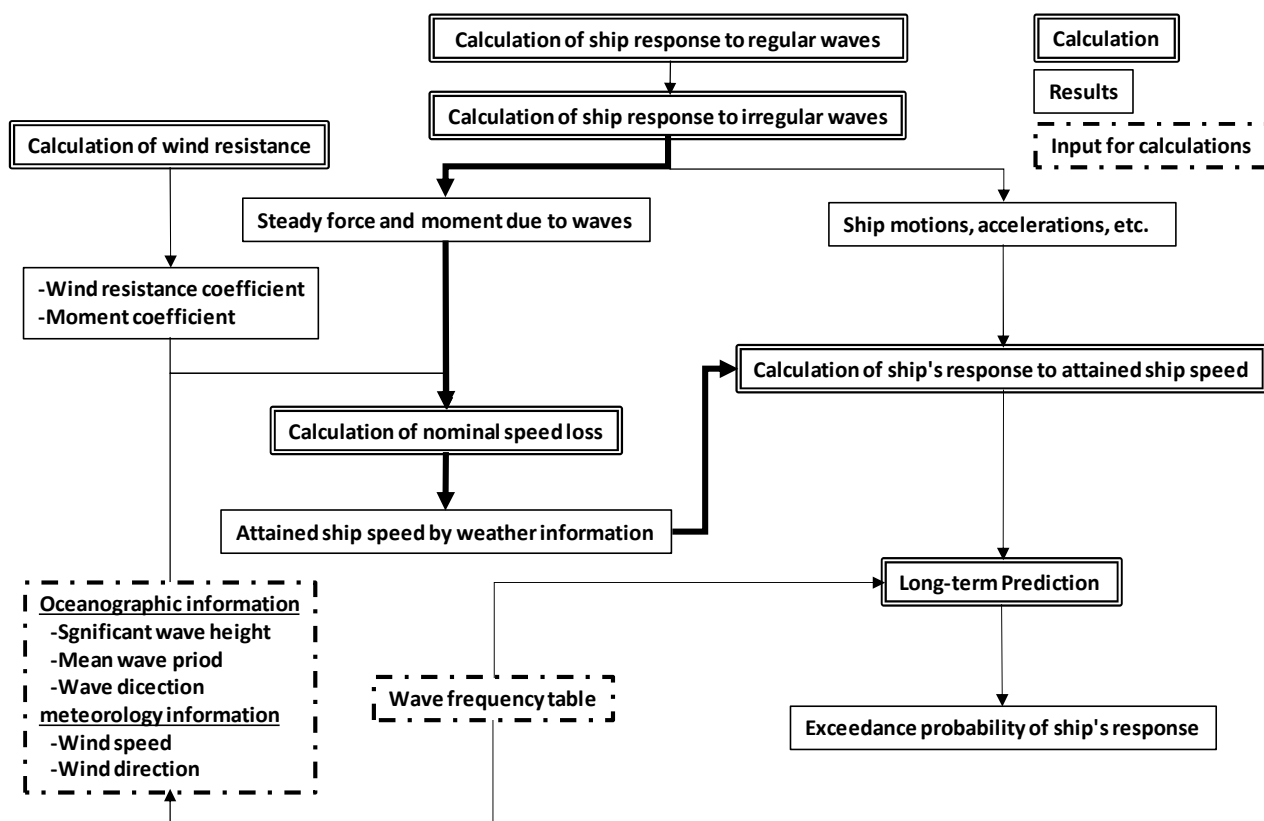 Calculation of ship response to regular waves
Calculation
Results
Input for calculations
Calculation of ship response to irregular waves
Calculation of wind resistance
Steady force and moment due to waves
Ship motions, accelerations, etc.
-Wind resistance coefficient
-Moment coefficient
Calculation of ship's response to attained ship speed
Calculation of nominal speed loss
Attained ship speed by weather information
Long-term Prediction
Oceanographic information
-Sgnificant wave height
-Mean wave priod
-Wave dicection
meteorology information
-Wind speed
-Wind direction
Wave frequency table
Exceedance probability of ship's response